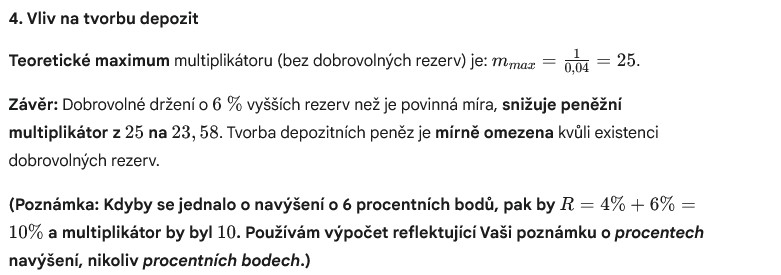 4. Vliv na tvorbu depozit
Teoretické maximum multiplikátoru (bez dobrovolných rezerv) je: m_max = 1/0,04 = 25.
Závěr: Dobrovolné držení o 6 % vyšších rezerv než je povinná míra, snižuje peněžní
multiplikátor z 25 na 23, 58. Tvorba depozitních peněz je mírně omezena kvůli existenci
dobrovolných rezerv.
(Poznámka: Kdyby se jednalo o navýšení o 6 procentních bodů, pak by R = 4% + 6% =
10% a multiplikátor by byl 10. Používám výpočet reflektující Vaši poznámku o procentech
navýšení, nikoliv procentních bodech.)